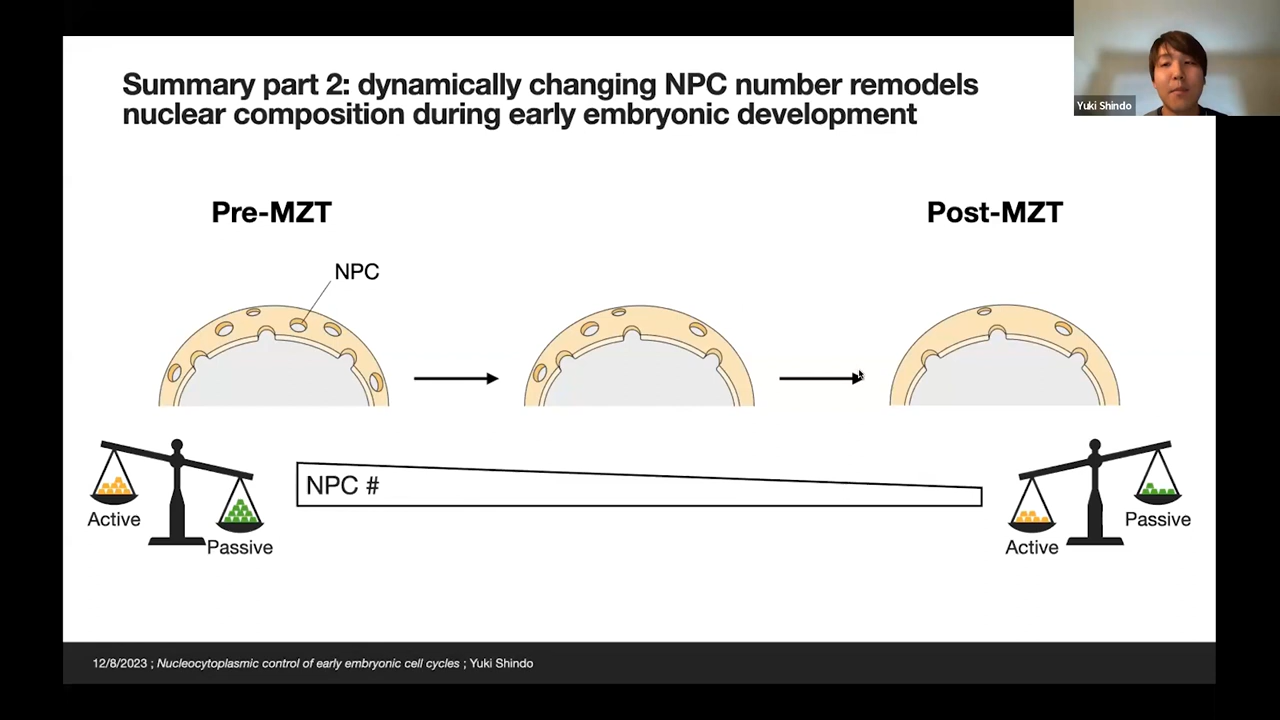 Summary part 2: dynamically changing NPC number remodels
nuclear composition during early embryonic development
Yuki Shindo
Pre-MZT
Post-MZT
NPC
NPC #
Active
Passive
Active
Passive
12/8/2023 ; Nucleocytoplasmic control of early embryonic cell cycles ; Yuki Shindo